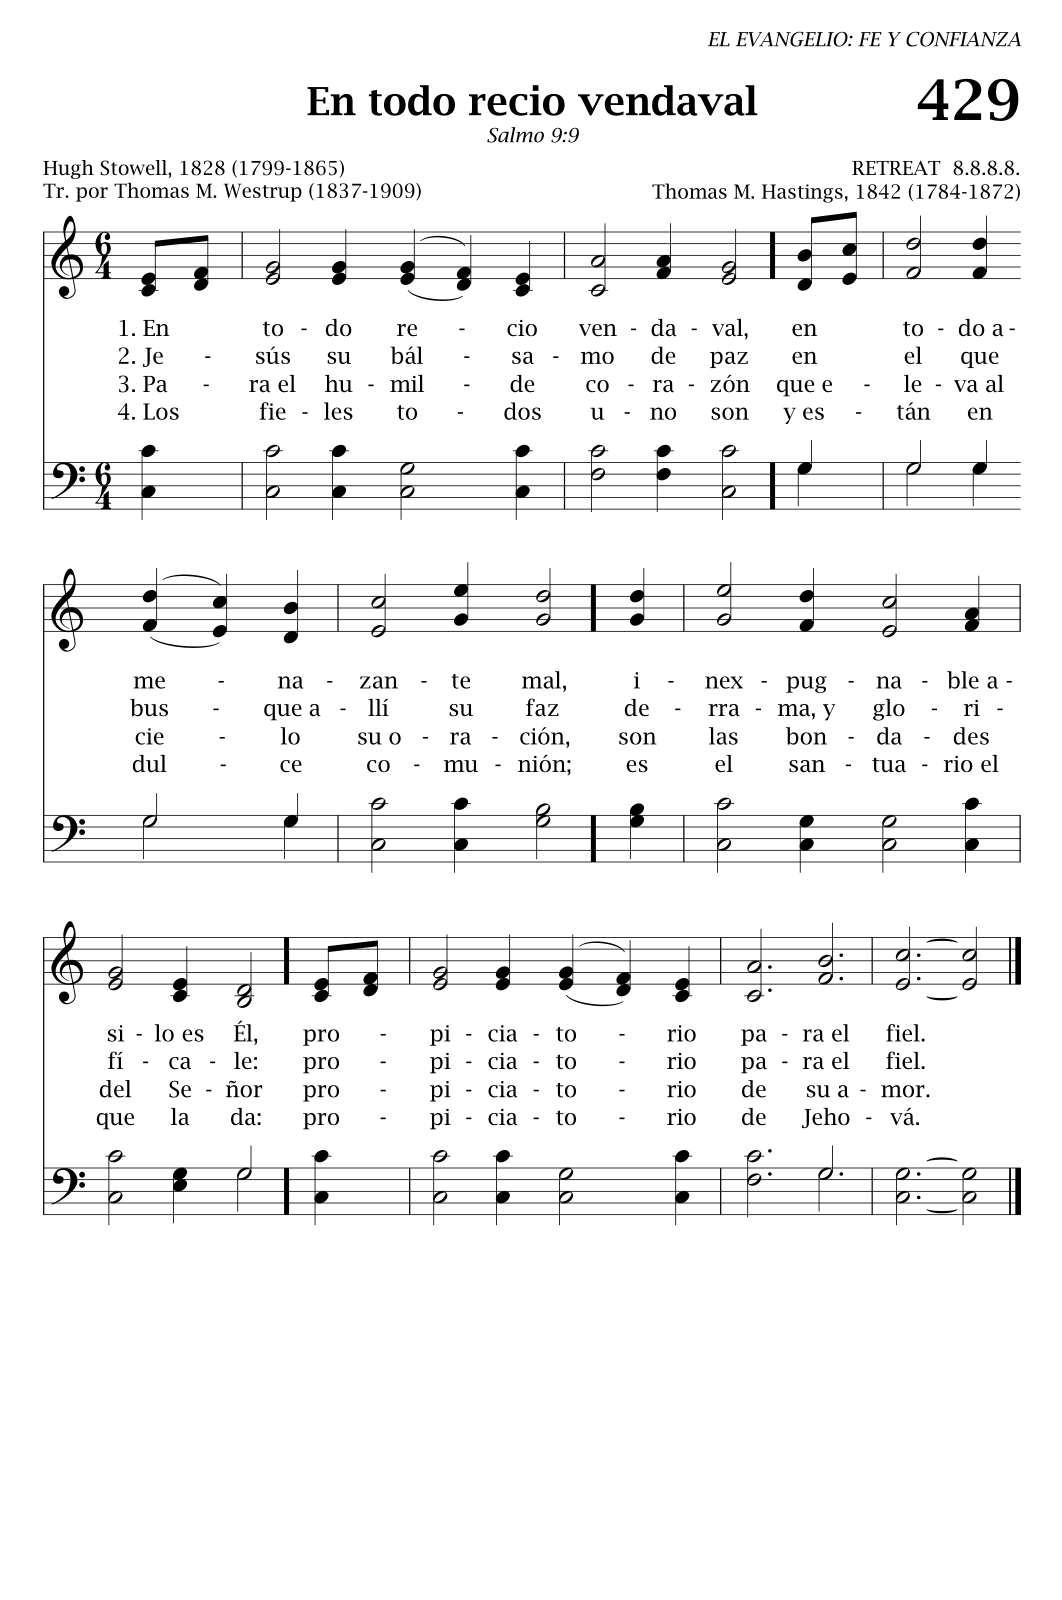 EL EVANGELIO: FE Y CONFIANZA
En todo recio vendaval 429
Salmo 9:9
Hugh Stowell, 1828 (1799-1865) RETREAT 8.8.8.8.
Tr. por Thomas M. Westrup (1837-1909) Thomas M. Hastings, 1842 (1784-1872)
1. En to - do re - cio ven - da - val, en to - do a -
2. Je - sús su bál - sa - mo de paz en el que
3. Pa - ra el hu - mil - de co - ra - zón que e - le - va al
4. Los fie - les to - dos u - no son y es - tán en
me - na - zan - te mal, i - nex - pug - na - ble a -
bus - que a - llí su faz de - rra - ma, y glo - ri -
cie - lo su o - ra - ción, son las bon - da - des
dul - ce co - mu - nión; es el san - tua - rio el
si - lo es Él, pro - pi - cia - to - rio pa - ra el fiel.
fí - ca - le: pro - pi - cia - to - rio pa - ra el fiel.
del Se - ñor pro - pi - cia - to - rio de su a - mor.
que la da: pro - pi - cia - to - rio de Jeho - vá.